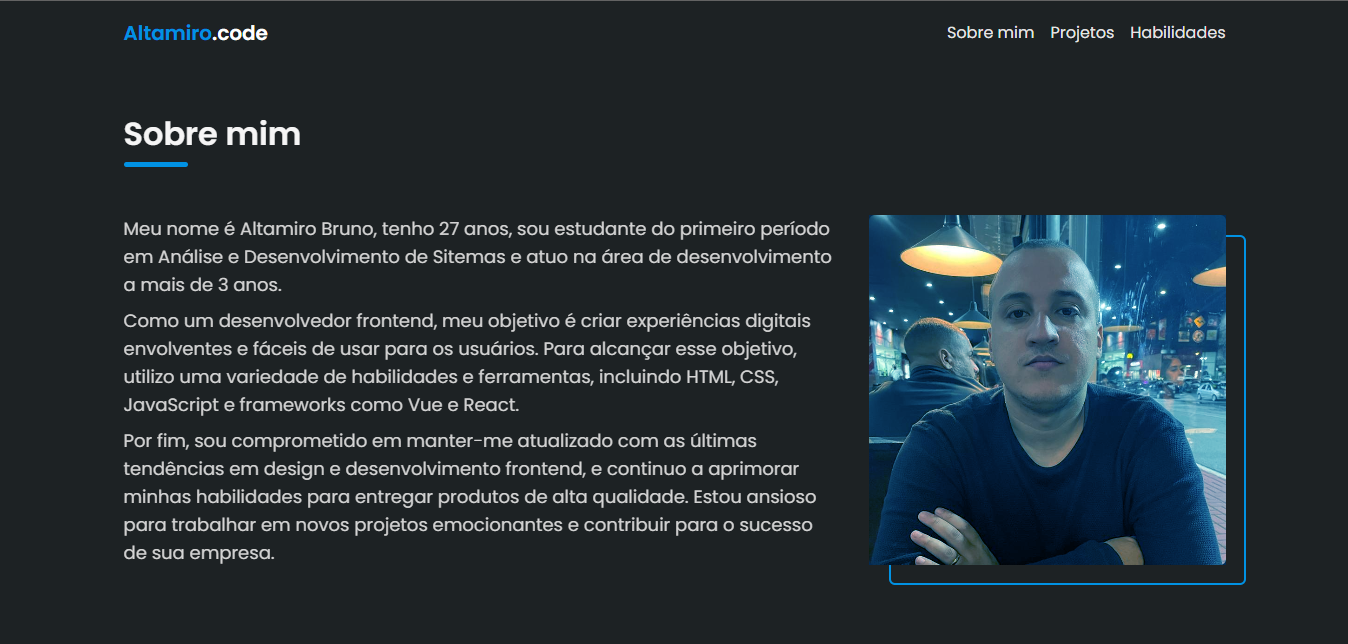 Altamiro.code
Sobre mim Projetos Habilidades
Sobre mim
Meu nome é Altamiro Bruno, tenho 27 anos, sou estudante do primeiro período
em Análise e Desenvolvimento de Sitemas e atuo na área de desenvolvimento
a mais de 3 anos.
Como um desenvolvedor frontend, meu objetivo é criar experiências digitais
envolventes e fáceis de usar para os usuários. Para alcançar esse objetivo,
utilizo uma variedade de habilidades e ferramentas, incluindo HTML, CSS,
JavaScript e frameworks como Vue e React.
Por fim, sou comprometido em manter-me atualizado com as últimas
tendências em design e desenvolvimento frontend, e continuo a aprimorar
minhas habilidades para entregar produtos de alta qualidade. Estou ansioso
para trabalhar em novos projetos emocionantes e contribuir para o sucesso
de sua empresa.